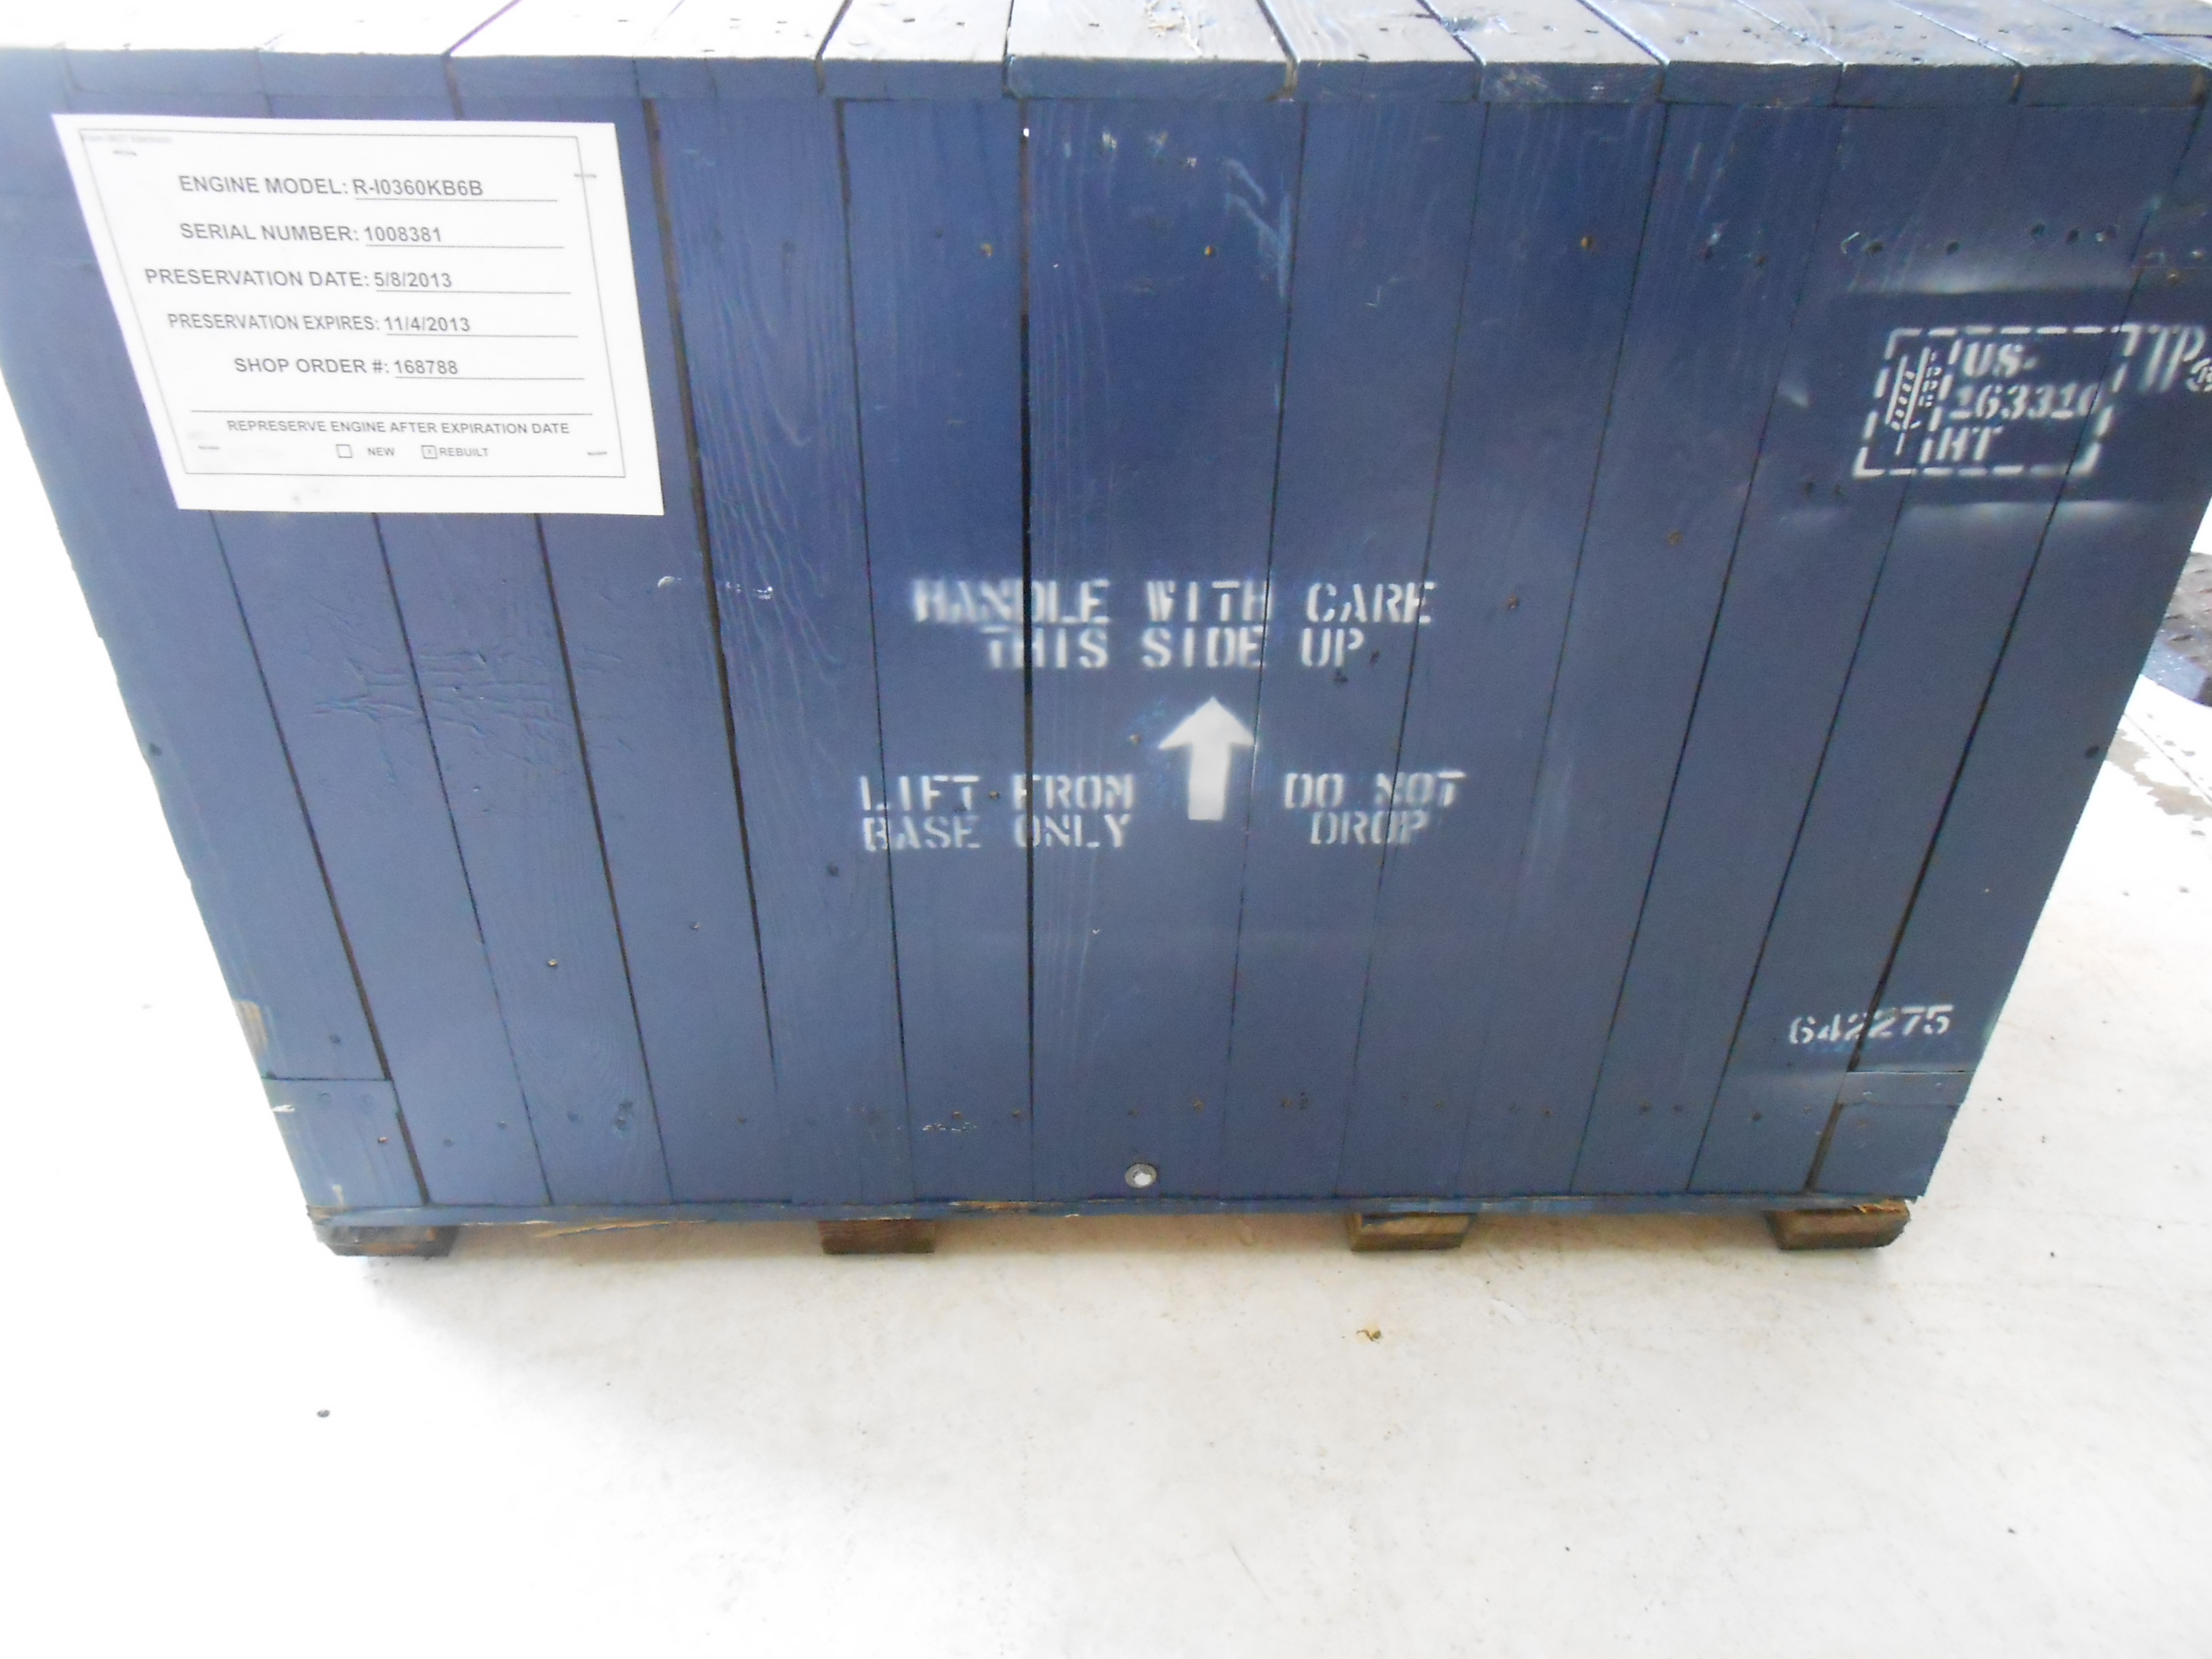 ENGINE MODEL: R-I0360KB6B
SERIAL NUMBER: 1008381
PRESERVATION DATE: 5/8/2013
PRESERVATION EXPIRES: 11/4/2013
SHOP ORDER #: 168788
REPRESERVE ENGINE AFTER EXPIRATION DATE
NEW X REBUILT
US-
HT
HANDLE WITH CARE
THIS SIDE UP
LIFT FROM
BASE ONLY
DO NOT
DROP
642275